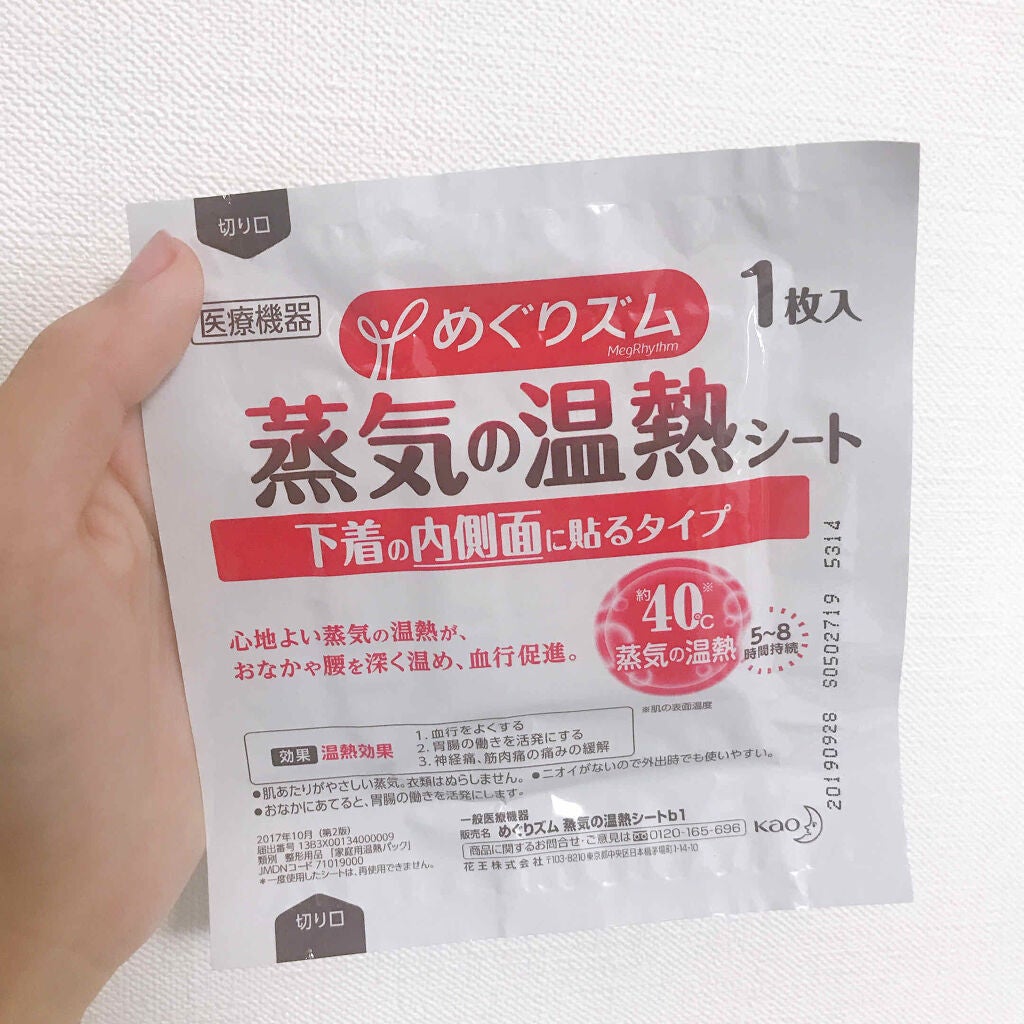 切り口
医療機器
めぐりズム
MegRhythm
1枚入
蒸気の温熱シート
下着の内側面に貼るタイプ
心地よい蒸気の温熱が、
おなかや腰を深く温め、血行促進。
約40℃※
蒸気の温熱
5~8
時間持続
※肌の表面温度
効果 温熱効果
1. 血行をよくする
2. 胃腸の働きを活発にする
3. 神経痛、筋肉痛の痛みの緩解
●肌あたりがやさしい蒸気。衣類はぬらしません。●ニオイがないので外出時でも使いやすい。
●おなかにあてると、胃腸の働きを活発にします。
2017年10月(第2版)
届出番号 13B3X00134000009
類別 整形用品「家庭用温熱パック」
JMDNコード 71019000
*一度使用したシートは、再使用できません。
一般医療機器
販売名 めぐりズム 蒸気の温熱シートb1
商品に関するお問合せ・ご意見は 0120-165-696
花王株式会社 〒103-8210 東京都中央区日本橋茅場町1-14-10
Kao
20190928 S0502719 5314
切り口